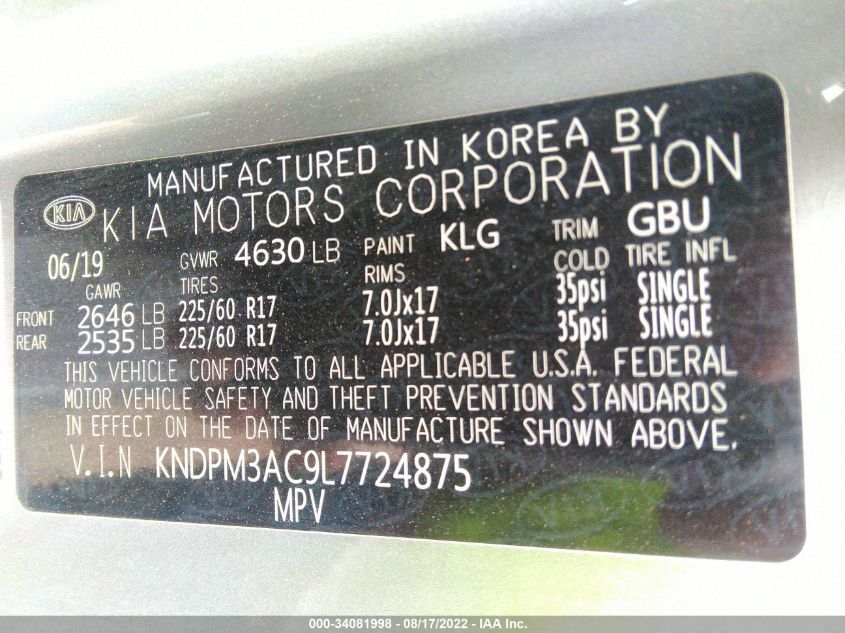 MANUFACTURED IN KOREA BY
KIA KIA MOTORS CORPORATION
06/19 GVWR 4630 LB PAINT KLG TRIM GBU
GAWR TIRES RIMS COLD TIRE INFL
FRONT 2646 LB 225/60 R17 7.0Jx17 35psi SINGLE
REAR 2535 LB 225/60 R17 7.0Jx17 35psi SINGLE
THIS VEHICLE CONFORMS TO ALL APPLICABLE U.S.A. FEDERAL
MOTOR VEHICLE SAFETY AND THEFT PREVENTION STANDARDS
IN EFFECT ON THE DATE OF MANUFACTURE SHOWN ABOVE.
V.I.N KNDPM3AC9L7724875
MPV
000-34081998 - 08/17/2022 - IAA Inc.